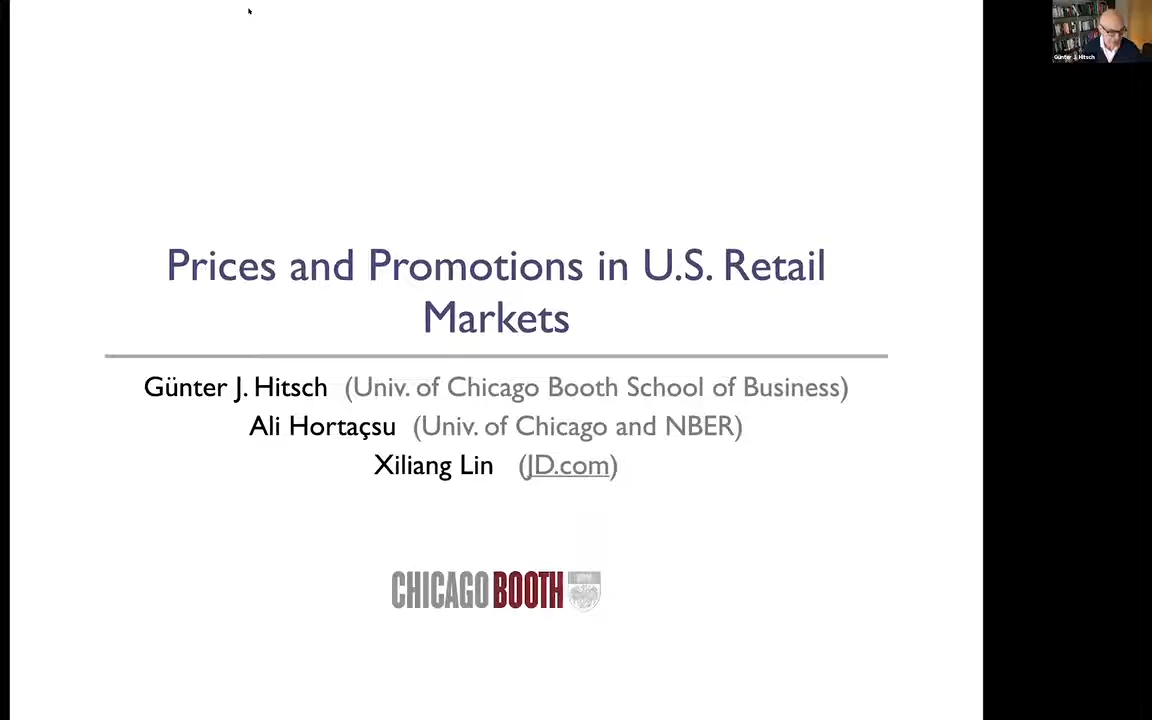 Prices and Promotions in U.S. Retail
Markets
Günter J. Hitsch (Univ. of Chicago Booth School of Business)
Ali Hortaçsu (Univ. of Chicago and NBER)
Xiliang Lin (JD.com)
CHICAGO BOOTH
Günter J. Hitsch